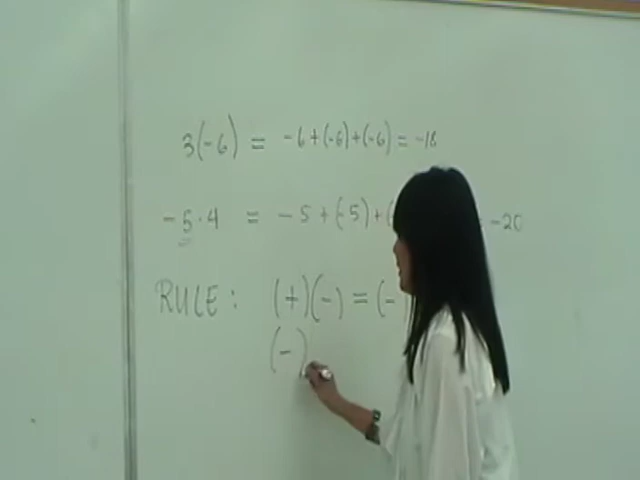 3(-6) = -6+(-6)+(-6) = -18
-5·4 = -5+(-5)+( = -20
RULE: (+)(-) = (-
(-)